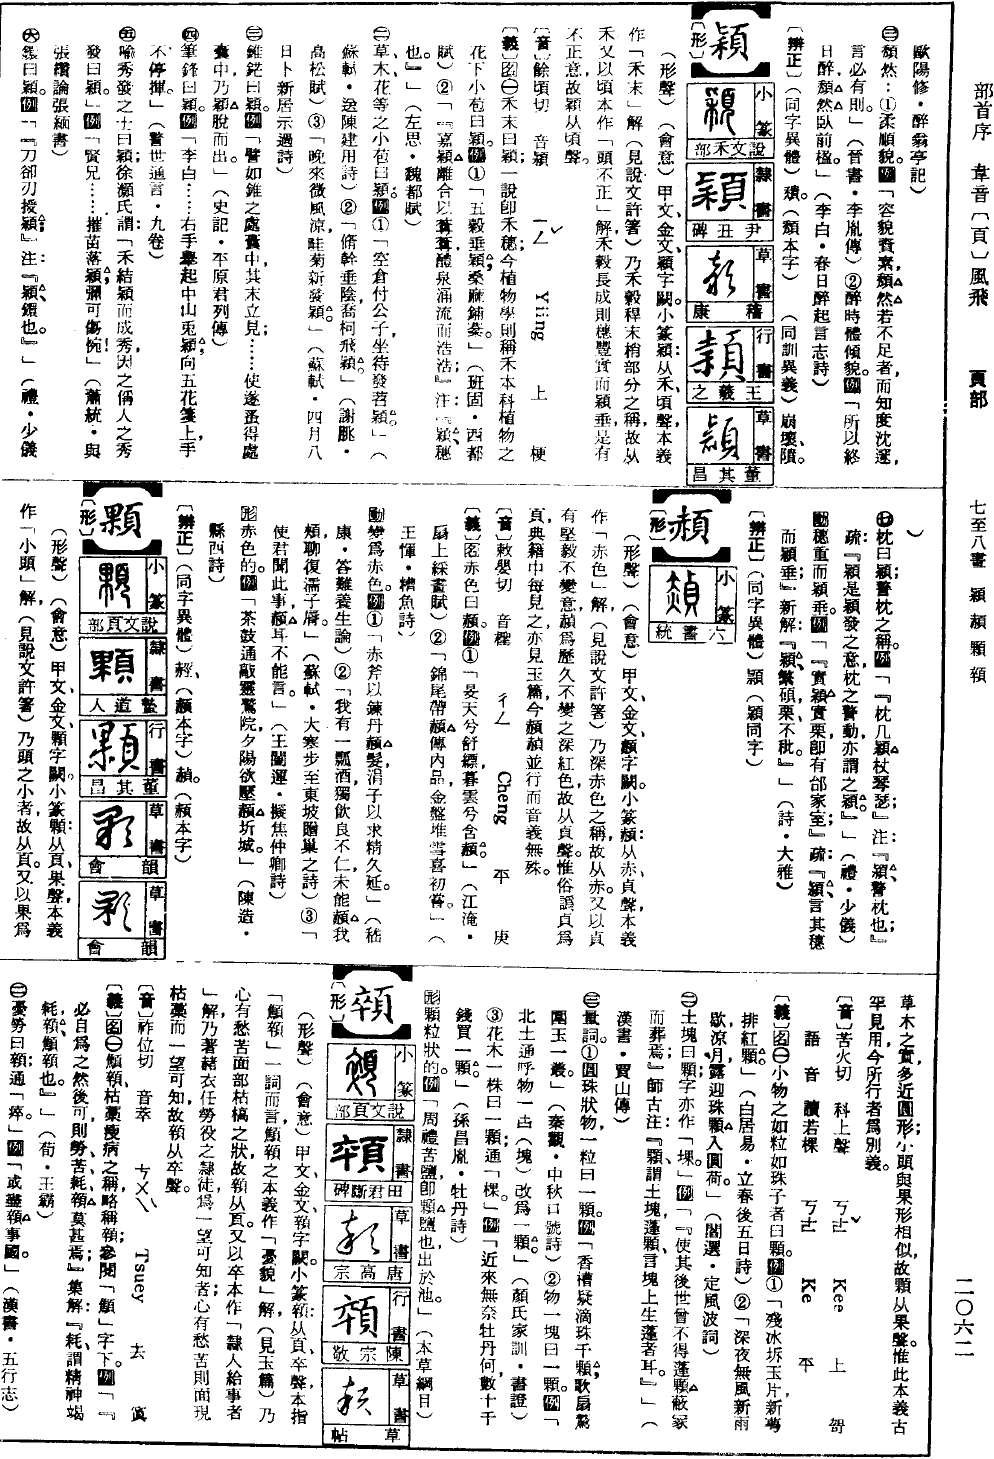 部首序　韋音〔頁〕風飛　頁部　七至八畫　穎　赬　顆　顇　二〇六二
歐陽修・醉翁亭記）
㊂頹然：①柔順貌。例「容貌賓素，頹然若不足者，而知度沈邃，
言必有則」（晉書・李胤傳）②醉時體傾貌。例「所以終
日醉，頹然臥前楹。」（李白・春日醉起言志詩）
〔辨正〕（同字異體）穨（頹本字）　（同訓異義）崩、壞、隤。
穎
〔形〕
小篆　說文禾部
隸書　尹丑碑
草書　嵇康
行書　王羲之
草書　董其昌
（形聲）（會意）甲文、金文穎字闕。小篆穎：从禾，頃聲，本義
作「禾末」解（見說文許箸）乃禾穀稈末梢部分之稱，故从
禾。又以頃本作「頭不正」解，禾穀長成則穗豐實而穎垂，是有
不正意，故穎从頃聲。
〔音〕餘頃切　音潁　ㄧㄥˇ　Yiing　上　梗
〔義〕名㊀禾末曰穎；一說卽禾穗；今植物學則稱禾本科植物之
花下小苞曰穎。例①「五穀垂穎，桑麻鋪棻。」（班固・西都
賦）②「『嘉穎離合以蓴蓴，醴泉涌流而浩浩』注：『穎，穗
也。』」（左思・魏都賦）
㊁草木花等之小苞曰穎。例①「空倉付公子，坐待發苕穎。」（
蘇軾・送陳建用詩）②「脩幹垂陰，喬柯飛穎。」（謝朓・
高松賦）③「晚來微風涼，畦菊新發穎。」（蘇軾・四月八
日卜新居示過詩）
㊂錐鋩曰穎。例「譬如錐之處囊中，其末立見；……使遂蚤得處
囊中，乃穎脫而出。」（史記・平原君列傳）
㊃筆鋒曰穎。例「李白……右手舉起中山兎穎，向五花箋上，手
不停揮」（警世通言・九卷）
㊄喻秀發之士曰穎；徐灝氏謂：「禾結穎而成秀，因之偁人之秀
發曰穎。」例「賢兄……摧苗落穎，彌可傷惋」（蕭統・與
張纘論張緬書）
㊅鐶曰穎。例「『刀卻刃授穎』注：『穎，鐶也。』」（禮・少儀
）
㊆枕曰穎；警枕之稱。例「『枕几穎杖琴瑟』注：『穎，警枕也；』
疏：『穎是穎發之意，枕之警動，亦謂之穎。』」（禮・少儀）
動穗重而穎垂。例「『實穎實栗，卽有邰家室』疏：『穎言其穗
而穎垂』新解：『穎，繁碩，栗，不秕。』」（詩・大雅）
〔辨正〕（同字異體）頴（穎同字）
赬
〔形〕
小篆　六書統
（形聲）（會意）甲文、金文赬字闕。小篆赬：从赤，貞聲，本義
作「赤色」解（見說文許箸）乃深赤色之稱，故从赤。又以貞
有堅毅不變意，赬爲歷久不變之深紅色，故从貞聲。惟俗譌貞爲
頁，典籍中每見之，亦見玉篇，今赬䞓並行而音義無殊。
〔音〕敕嬰切　音檉　ㄔㄥ　Cheng　平　庚
〔義〕名赤色曰赬。例①「晏天兮舒縹，暮雲兮含赬。」（江淹・
扇上綵畫賦）②「錦尾帶赬傳內品，金盤堆雪喜初嘗。」（
王惲・糟魚詩）
動變爲赤色。例①「赤斧以鍊丹赬髮，涓子以求精久延。」（嵇
康・答難養生論）②「我有一瓢酒，獨飲良不仁，未能赬我
頰，聊復濡子脣。」（蘇軾・大寒步至東坡贈巢之詩）③「
使君聞此事，赬耳不能言。」（王闓運・擬焦仲卿詩）
形赤色的。例「茶鼓通敲靈鷲院，夕陽欲壓赬圻城。」（陳造・
縣西詩）
〔辨正〕（同字異體）䞓、（赬本字）
顆
〔形〕
小篆　說文頁部
隸書　蟄道人
行書　董其昌
草書　韻會
草書　韻會
（形聲）（會意）甲文、金文顆字闕。小篆顆：从頁，果聲，本義
作「小頭」解，（見說文許箸）乃頭之小者，故从頁。又以果爲
草木之實，多近圓形；小頭與果形相似，故顆从果聲。惟此本義古
罕見用，今所行者爲別義。
〔音〕苦火切　科上聲　ㄎㄜˇ　Kee　上　哿
語音　讀若棵　ㄎㄜ　Ke　平
〔義〕名㊀小物之如粒如珠子者曰顆。例①「殘冰坼玉片，新萼
排紅顆。」（白居易・立春後五日詩）②「深夜無風新雨
歇，涼月，露迎珠顆入圓荷。」（閻選・定風波詞）
㊁土塊曰顆；字亦作「堁。」例「『使其後世曾不得蓬顆蔽冢
而葬焉』師古注：『顆，謂土塊，蓬顆，言塊上生蓬者耳。』」（
漢書・賈山傳）
㊂量詞。①圓珠狀物，一粒曰一顆。例「香槽疑滴珠千顆，歌扇驚
圍玉一叢。」（秦觀・中秋口號詩）②物一塊曰一顆。例「
北土通呼物一凷（塊）改爲一顆。」（顏氏家訓・書證）
③花木一株曰一顆；通「棵。」例「近來無奈牡丹何，數十千
錢買一顆。」（孫昌胤・牡丹詩）
形顆粒狀的。例「周禮苦鹽，卽顆鹽也，出於池。」（本草綱目）
顇
〔形〕
小篆　說文頁部
隸書　田君斷碑
草書　唐高宗
行書　陳宗敬
草書　草帖
（形聲）（會意）甲文、金文顇字闕。小篆顇：从頁，卒聲，本指
「顦顇」一詞而言，顦顇之本義作「憂貌」解（見玉篇）乃
心有愁苦面部枯槁之狀，故顇从頁。又以卒本作「隸人給事者
」解，乃著赭衣任勞役之隸徒，爲一望可知者；心有愁苦則面現
枯藁而一望可知，故顇从卒聲。
〔音〕祚位切　音萃　ㄘㄨㄟˋ　Tsuey　去　寘
〔義〕名㊀顦顇，枯藁瘦病之稱，略稱顇；參閱「顦」字下。例「『
必自爲之然後可，則勞苦耗顇莫甚焉』集解：『耗，謂精神竭
耗，顇，顦顇也。』」（荀・王霸）
㊁憂勞曰顇；通「瘁。」例「或盡顇事國。」（漢書・五行志）